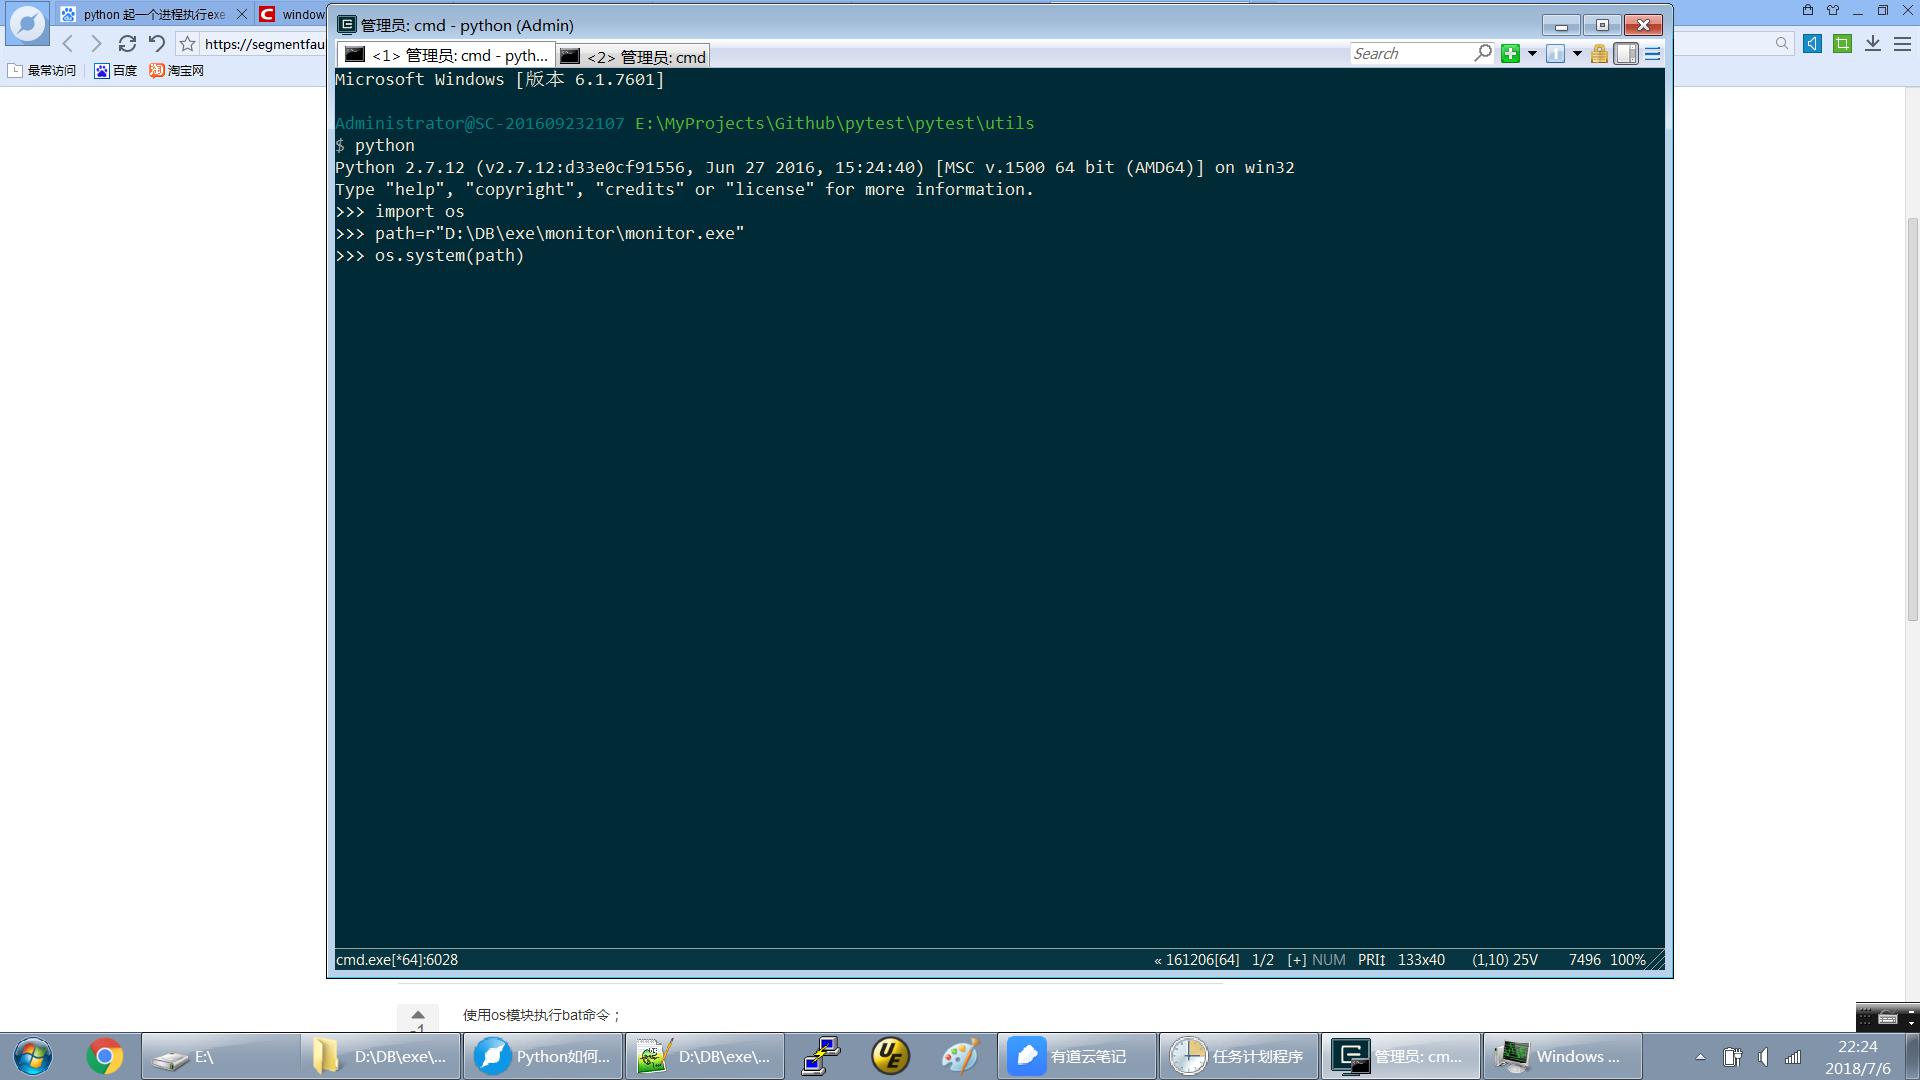 python 起一个进程执行exe
window
管理员: cmd - python (Admin)
https://segmentfau
<1> 管理员: cmd - pyth...
<2> 管理员: cmd
Search
最常访问
百度
淘宝网
Microsoft Windows [版本 6.1.7601]
Administrator@SC-201609232107 E:\MyProjects\Github\pytest\pytest\utils
$ python
Python 2.7.12 (v2.7.12:d33e0cf91556, Jun 27 2016, 15:24:40) [MSC v.1500 64 bit (AMD64)] on win32
Type "help", "copyright", "credits" or "license" for more information.
>>> import os
>>> path=r"D:\DB\exe\monitor\monitor.exe"
>>> os.system(path)
cmd.exe[*64]:6028
« 161206[64] 1/2 [+] NUM PRI↕ 133x40 (1,10) 25V 7496 100%
使用os模块执行bat命令；
-1
E:\
D:\DB\exe\...
Python如何...
D:\DB\exe\...
有道云笔记
任务计划程序
管理员: cm...
Windows ...
22:24
2018/7/6